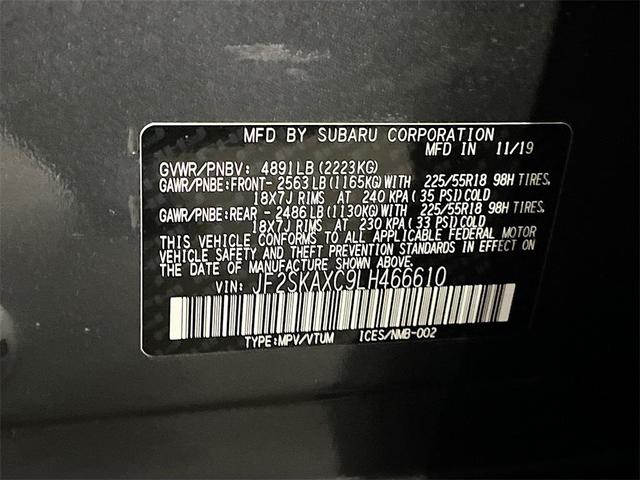 MFD BY SUBARU CORPORATION
MFD IN 11/19
GVWR/PNBV: 4891LB (2223KG)
GAWR/PNBE:FRONT- 2563LB (1165KG)WITH 225/55R18 98H TIRES,
18X7J RIMS AT 240 KPA (35 PSI)COLD
GAWR/PNBE:REAR - 2486LB (1130KG)WITH 225/55R18 98H TIRES,
18X7J RIMS AT 230 KPA (33 PSI)COLD
THIS VEHICLE CONFORMS TO ALL APPLICABLE FEDERAL MOTOR
VEHICLE SAFETY AND THEFT PREVENTION STANDARDS IN EFFECT ON
THE DATE OF MANUFACTURE SHOWN ABOVE.
VIN: JF2SKAXC9LH466610
TYPE:MPV/VTUM ICES/NMB-002